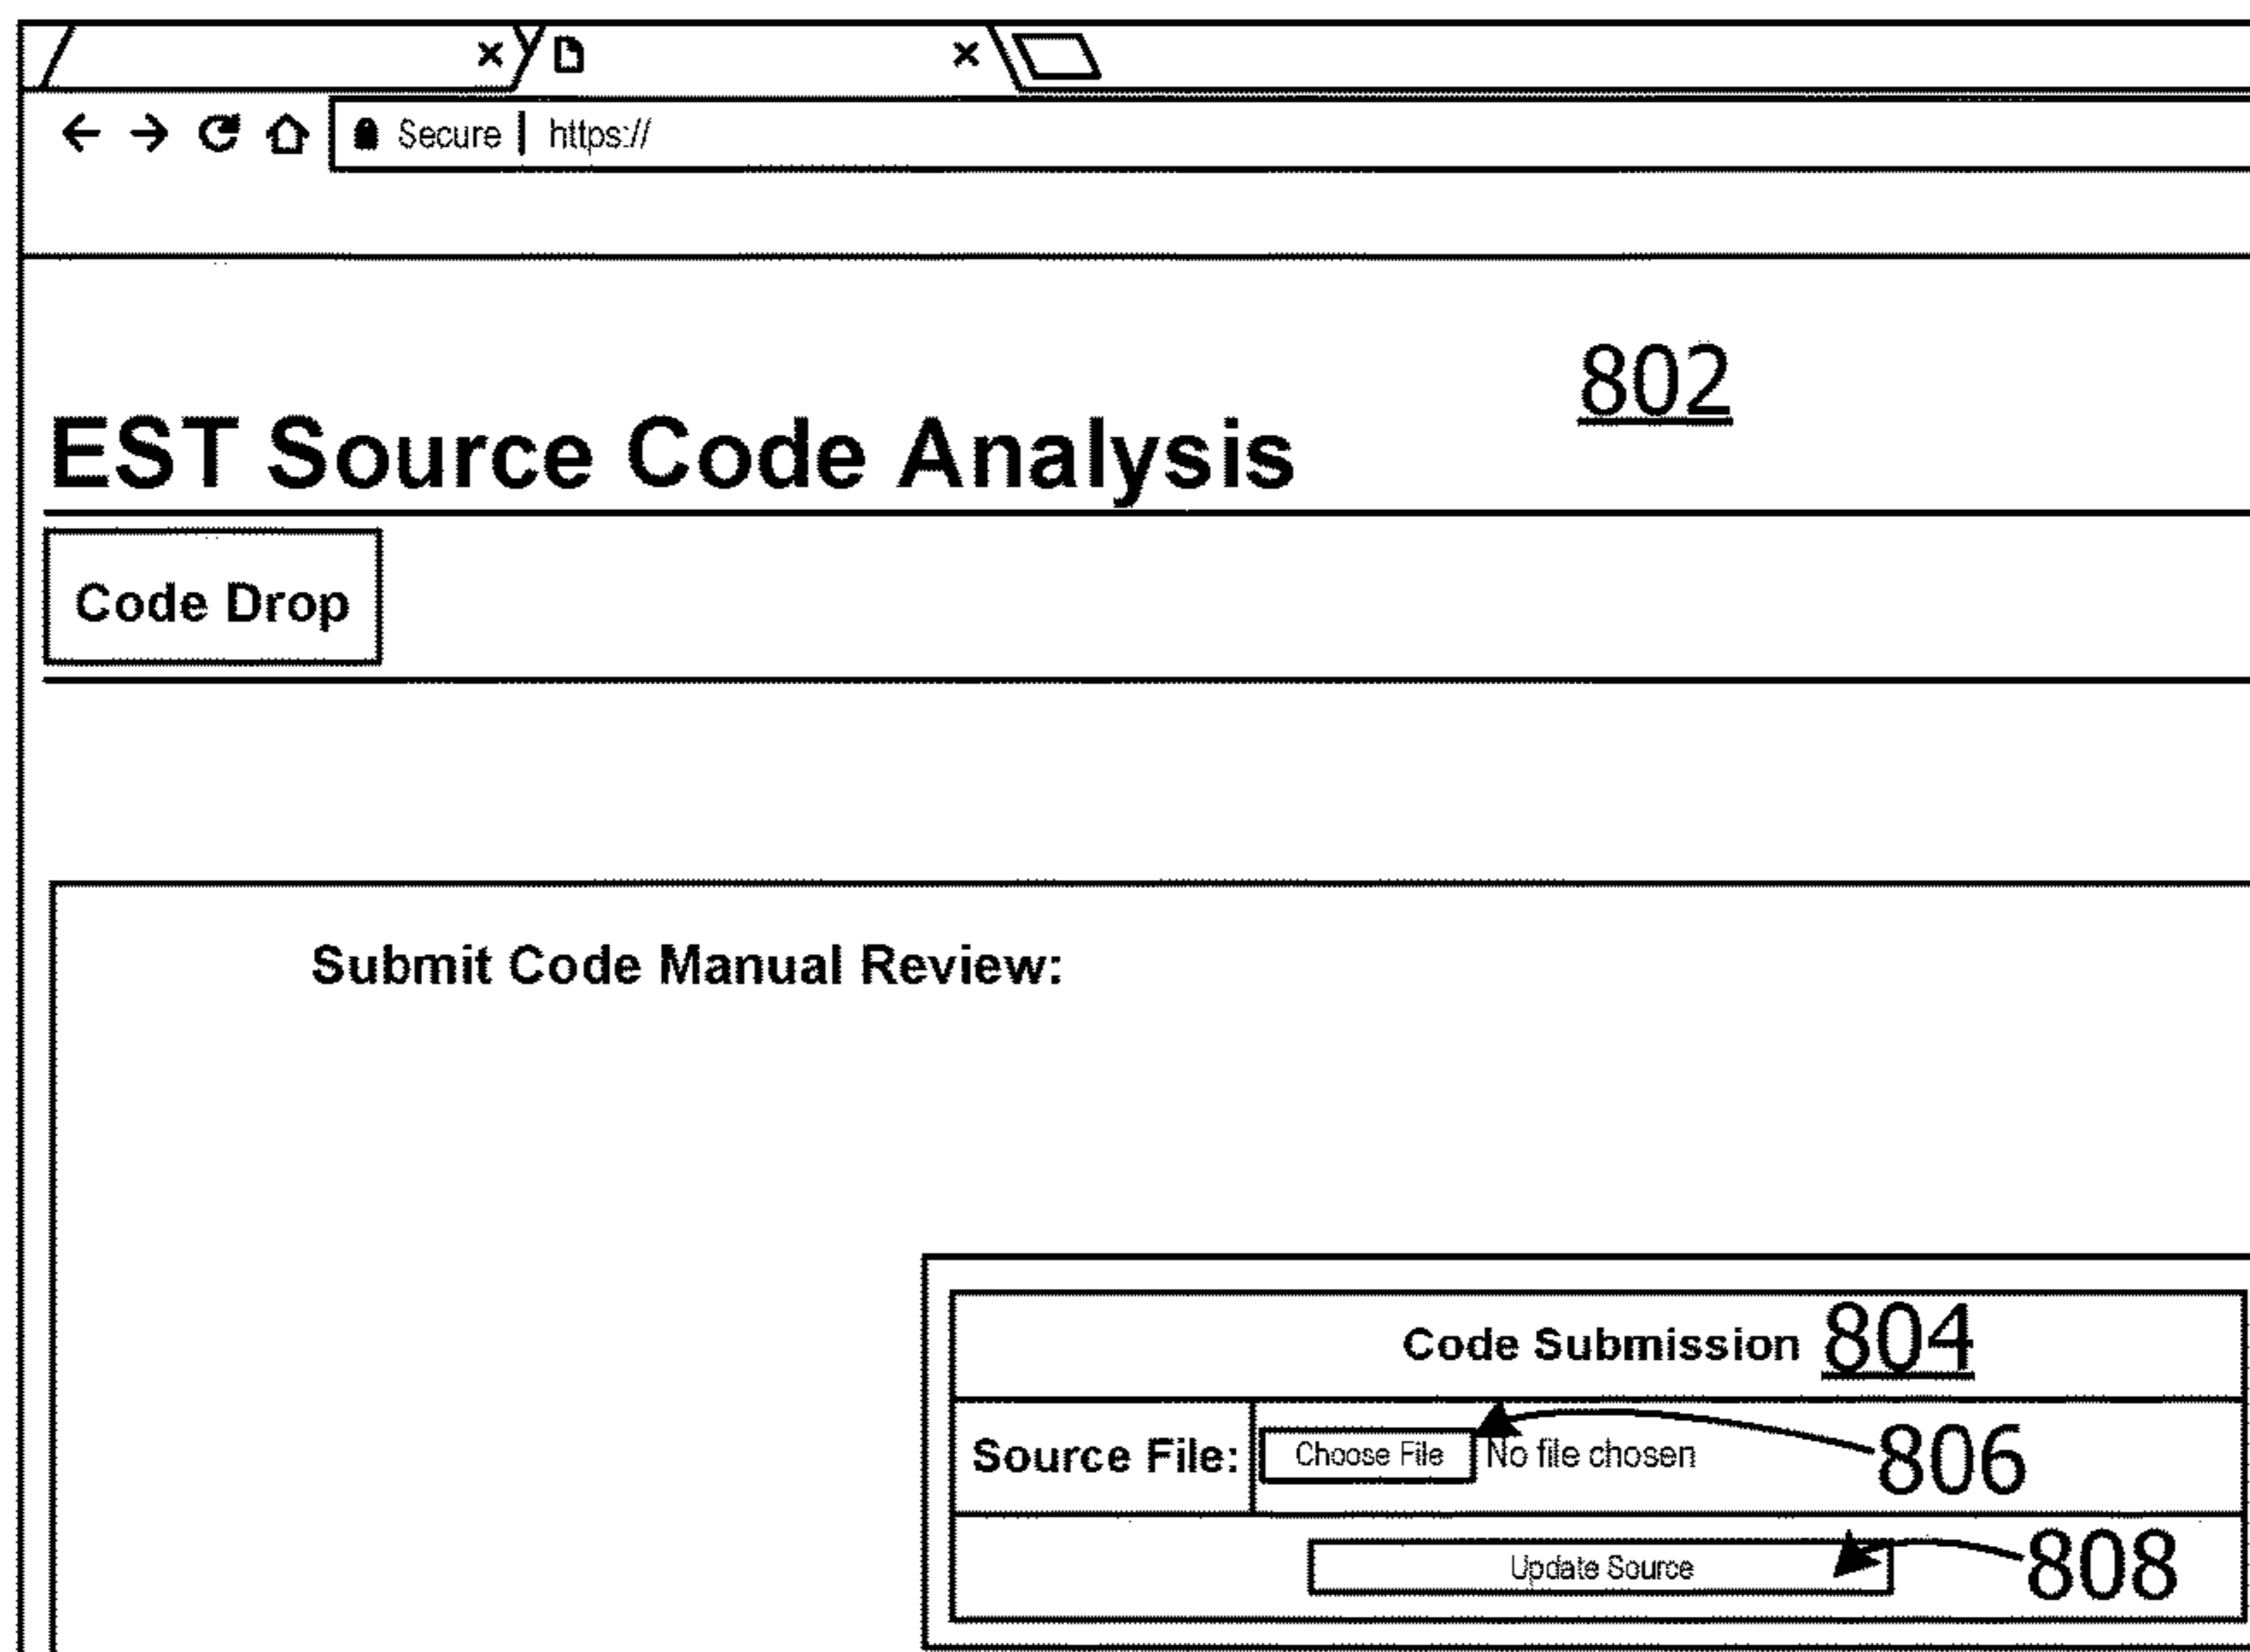 Secure | https://
802
EST Source Code Analysis
Code Drop
Submit Code Manual Review:
Code Submission 804
Source File: Choose File No file chosen 806
Update Source 808